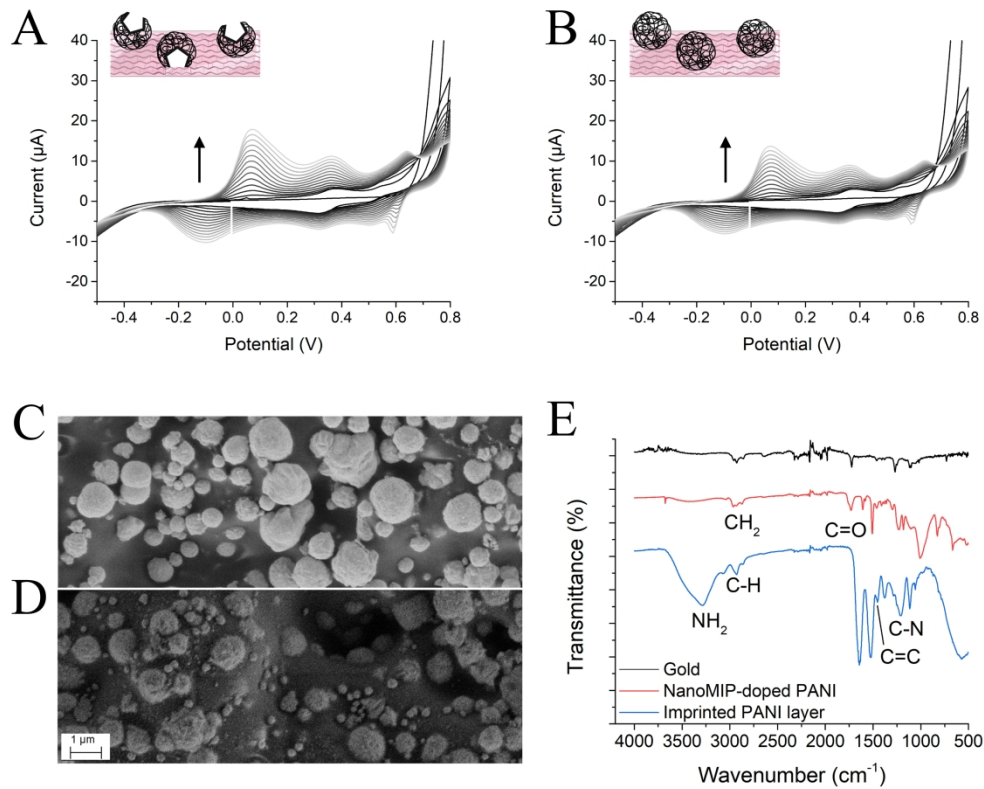 A
40
30
20
10
0
-10
-20
Current (μA)
-0.4 -0.2 0.0 0.2 0.4 0.6 0.8
Potential (V)
B
40
30
20
10
0
-10
-20
Current (μA)
-0.4 -0.2 0.0 0.2 0.4 0.6 0.8
Potential (V)
C
D
1 μm
E
Transmittance (%)
CH2
C=O
C-H
NH2
C-N
C=C
Gold
NanoMIP-doped PANI
Imprinted PANI layer
4000 3500 3000 2500 2000 1500 1000 500
Wavenumber (cm-1)